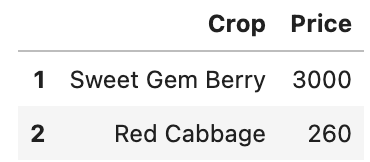 Crop Price
1 Sweet Gem Berry 3000
2 Red Cabbage 260